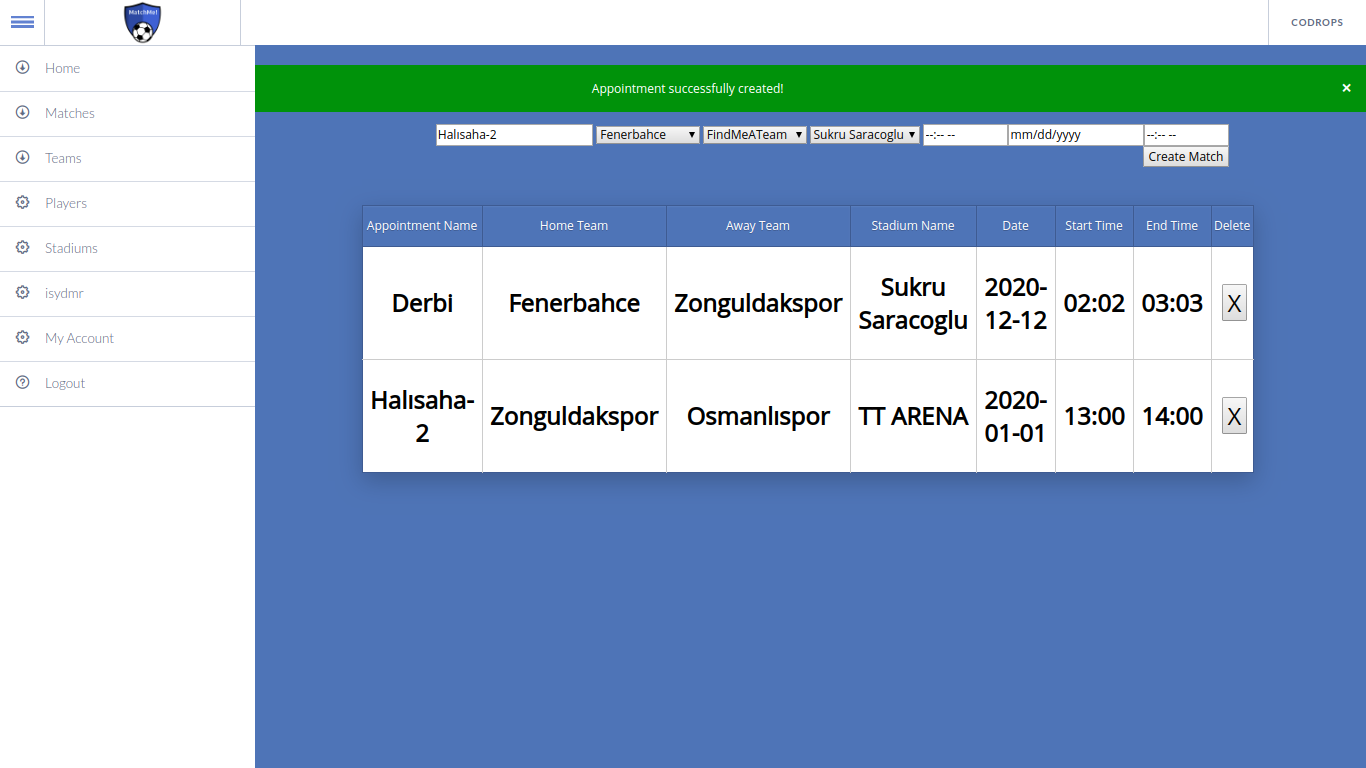 MatchMe!
CODROPS
Home
Matches
Teams
Players
Stadiums
isydmr
My Account
Logout
Appointment successfully created! ×
Halısaha-2 Fenerbahce FindMeATeam Sukru Saracoglu --:-- -- mm/dd/yyyy --:-- --
Create Match
Appointment Name Home Team Away Team Stadium Name Date Start Time End Time Delete
Derbi Fenerbahce Zonguldakspor Sukru Saracoglu 2020-12-12 02:02 03:03 X
Halısaha-2 Zonguldakspor Osmanlıspor TT ARENA 2020-01-01 13:00 14:00 X